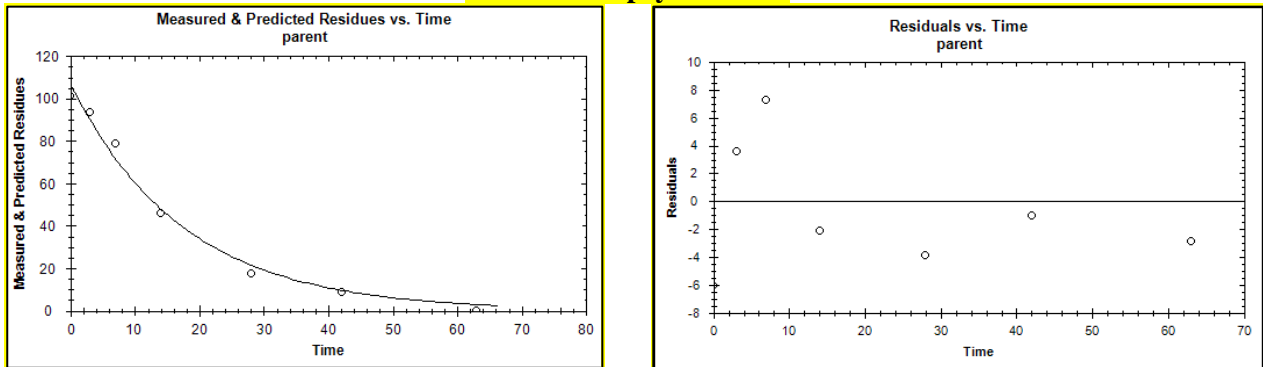 Measured & Predicted Residues vs. Time
parent
Measured & Predicted Residues
120
100
80
60
40
20
0
0 10 20 30 40 50 60 70 80
Time
Residuals vs. Time
parent
Residuals
10
8
6
4
2
0
-2
-4
-6
-8
0 10 20 30 40 50 60 70
Time